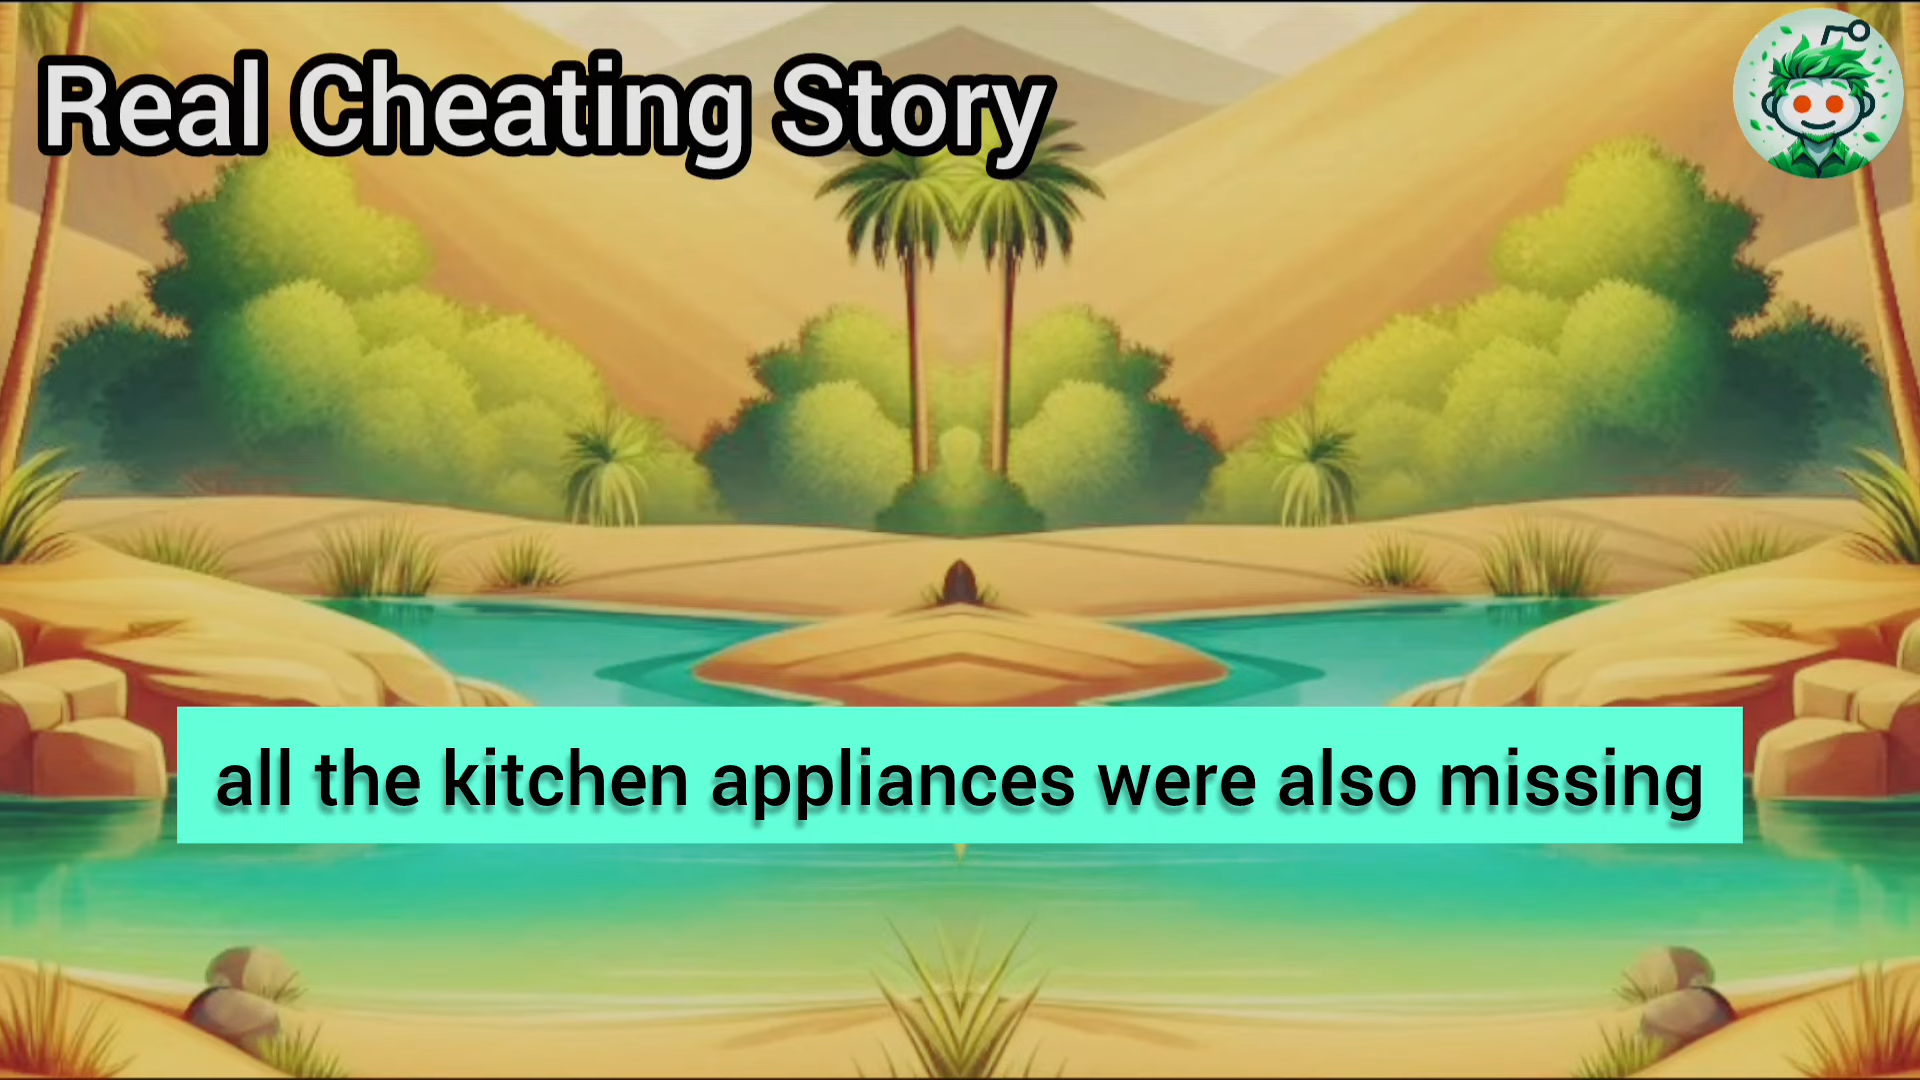 Real Cheating Story
all the kitchen appliances were also missing